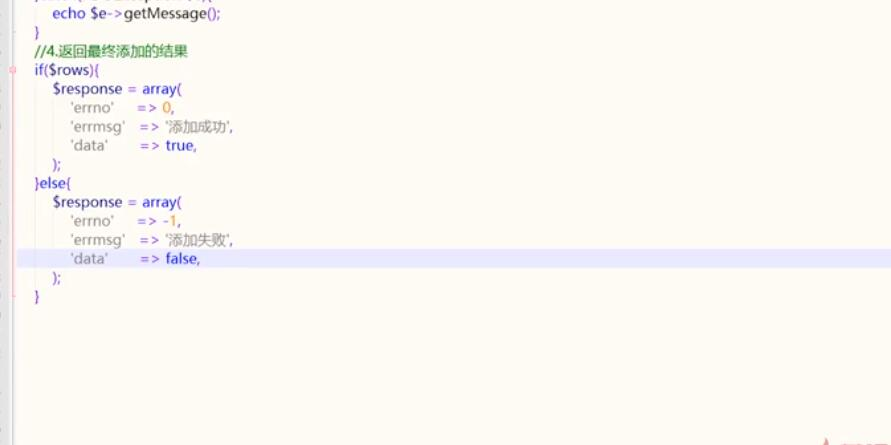 echo $e->getMessage();
}
//4.返回最终添加的结果
if($rows){
$response = array(
'errno' => 0,
'errmsg' => '添加成功',
'data' => true,
);
}else{
$response = array(
'errno' => -1,
'errmsg' => '添加失败',
'data' => false,
);
}